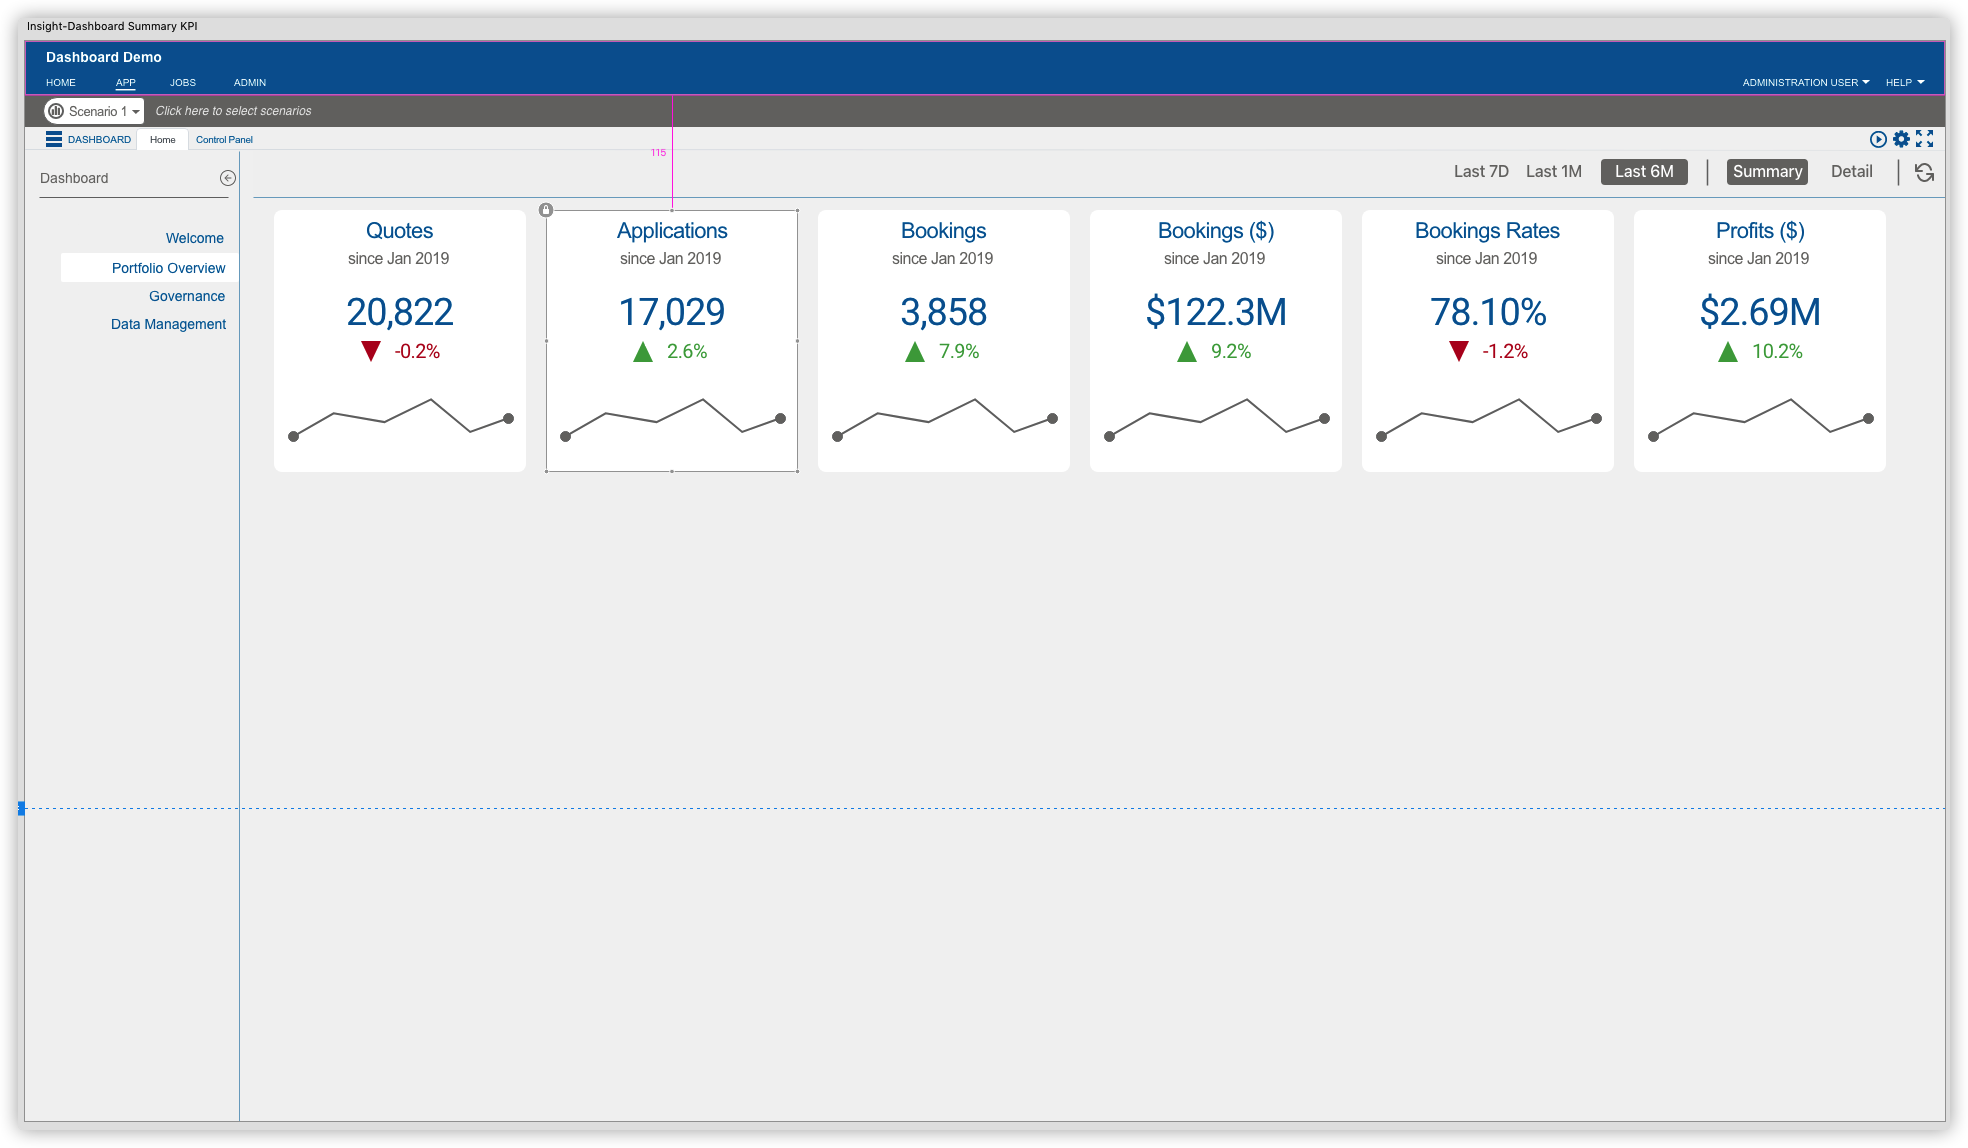 Insight-Dashboard Summary KPI
Dashboard Demo
HOME APP JOBS ADMIN ADMINISTRATION USER HELP
Scenario 1 Click here to select scenarios
DASHBOARD Home Control Panel
115
Dashboard Last 7D Last 1M Last 6M Summary Detail
Welcome
Portfolio Overview
Governance
Data Management
Quotes
since Jan 2019
20,822
-0.2%
Applications
since Jan 2019
17,029
2.6%
Bookings
since Jan 2019
3,858
7.9%
Bookings ($)
since Jan 2019
$122.3M
9.2%
Bookings Rates
since Jan 2019
78.10%
-1.2%
Profits ($)
since Jan 2019
$2.69M
10.2%